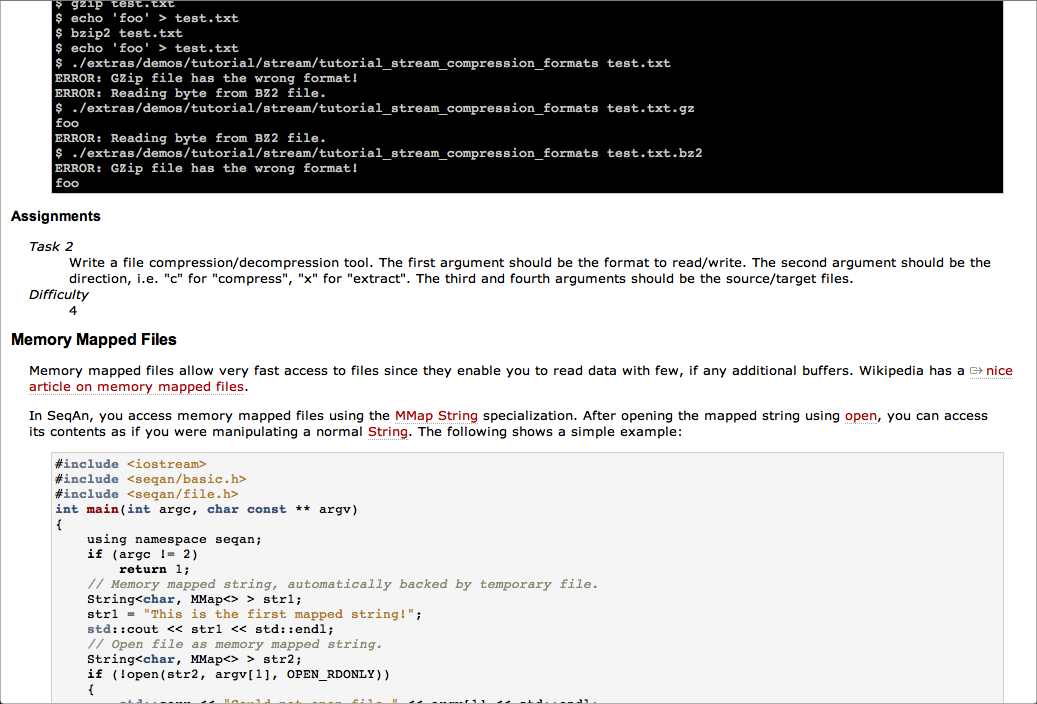 $ gzip test.txt
$ echo 'foo' > test.txt
$ bzip2 test.txt
$ echo 'foo' > test.txt
$ ./extras/demos/tutorial/stream/tutorial_stream_compression_formats test.txt
ERROR: GZip file has the wrong format!
ERROR: Reading byte from BZ2 file.
$ ./extras/demos/tutorial/stream/tutorial_stream_compression_formats test.txt.gz
foo
ERROR: Reading byte from BZ2 file.
$ ./extras/demos/tutorial/stream/tutorial_stream_compression_formats test.txt.bz2
ERROR: GZip file has the wrong format!
foo
Assignments
Task 2
Write a file compression/decompression tool. The first argument should be the format to read/write. The second argument should be the
direction, i.e. "c" for "compress", "x" for "extract". The third and fourth arguments should be the source/target files.
Difficulty
4
Memory Mapped Files
Memory mapped files allow very fast access to files since they enable you to read data with few, if any additional buffers. Wikipedia has a nice
article on memory mapped files.
In SeqAn, you access memory mapped files using the MMap String specialization. After opening the mapped string using open, you can access
its contents as if you were manipulating a normal String. The following shows a simple example:
#include <iostream>
#include <seqan/basic.h>
#include <seqan/file.h>
int main(int argc, char const ** argv)
{
    using namespace seqan;
    if (argc != 2)
        return 1;
    // Memory mapped string, automatically backed by temporary file.
    String<char, MMap<> > str1;
    str1 = "This is the first mapped string!";
    std::cout << str1 << std::endl;
    // Open file as memory mapped string.
    String<char, MMap<> > str2;
    if (!open(str2, argv[1], OPEN_RDONLY))
    {
        std::cerr << "Could not open file " << argv[1] << std::endl;